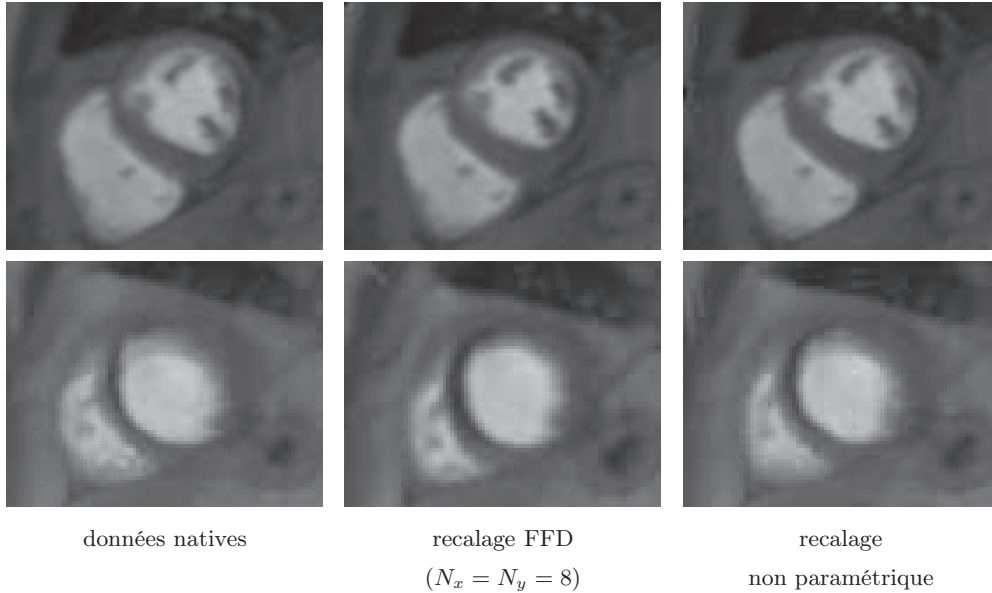 données natives
recalage FFD
(N_x = N_y = 8)
recalage
non paramétrique